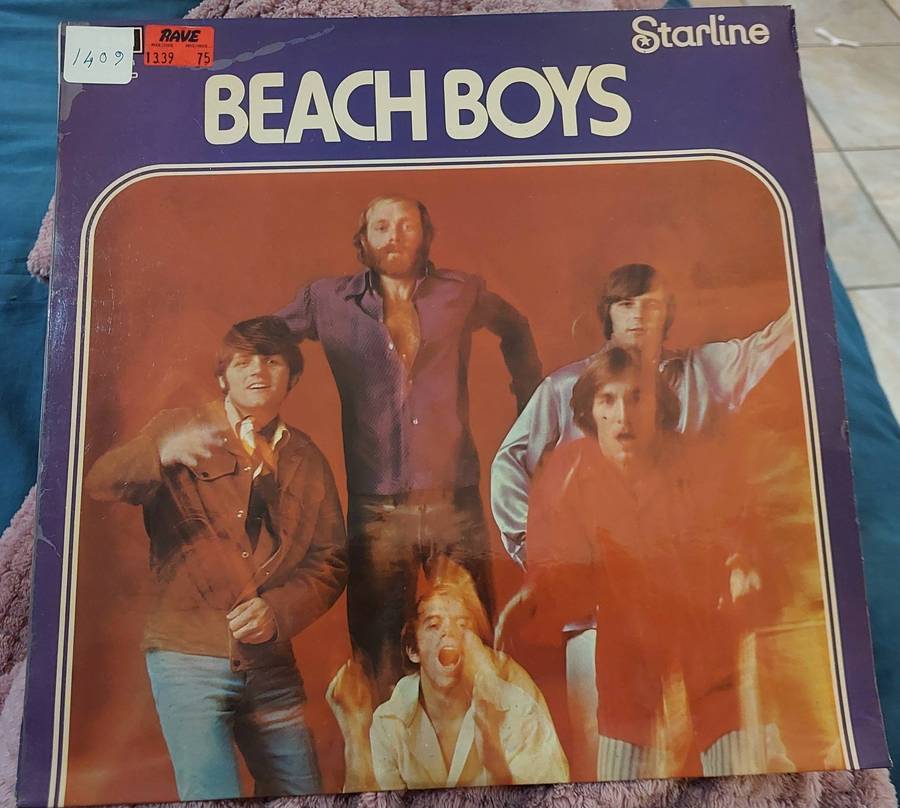 1409
RAVE
1339 75
Starline
BEACH BOYS